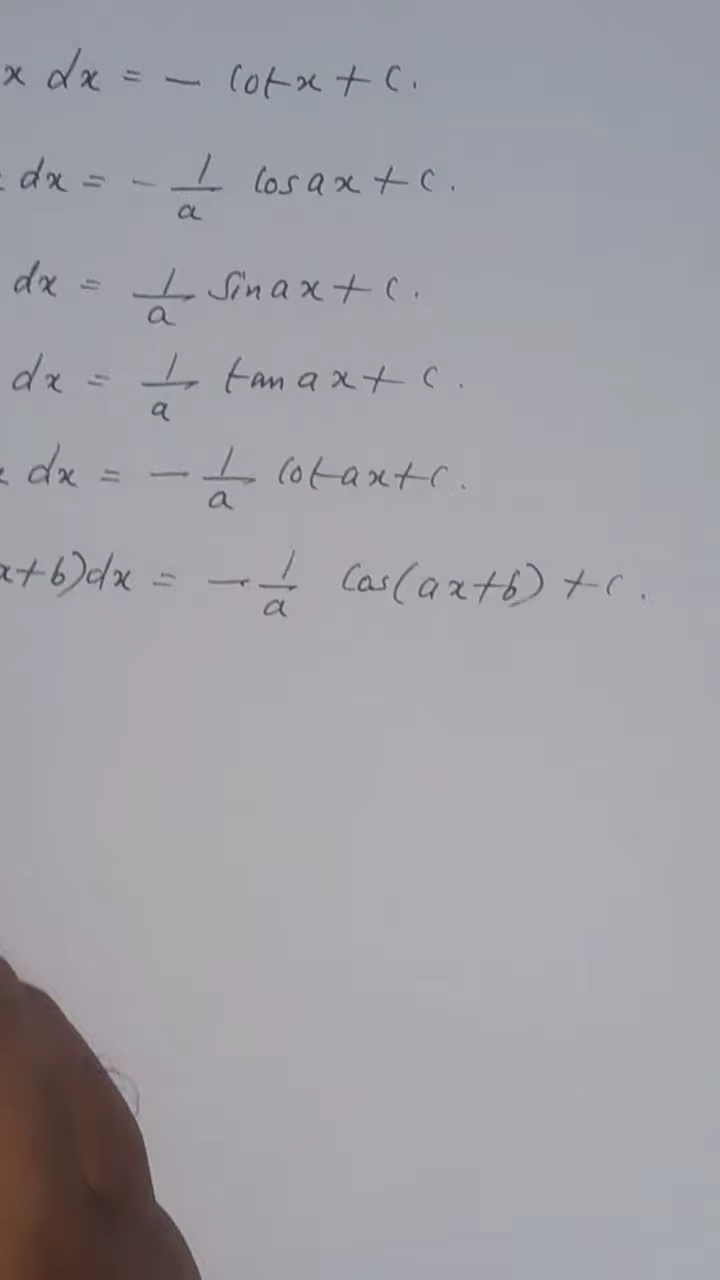 x dx = - cot x + c.
dx = - 1/a cos ax + c.
dx = 1/a sin ax + c.
dx = 1/a tan ax + c.
dx = - 1/a cot ax + c.
x+b)dx = - 1/a cos(ax+b) + c.